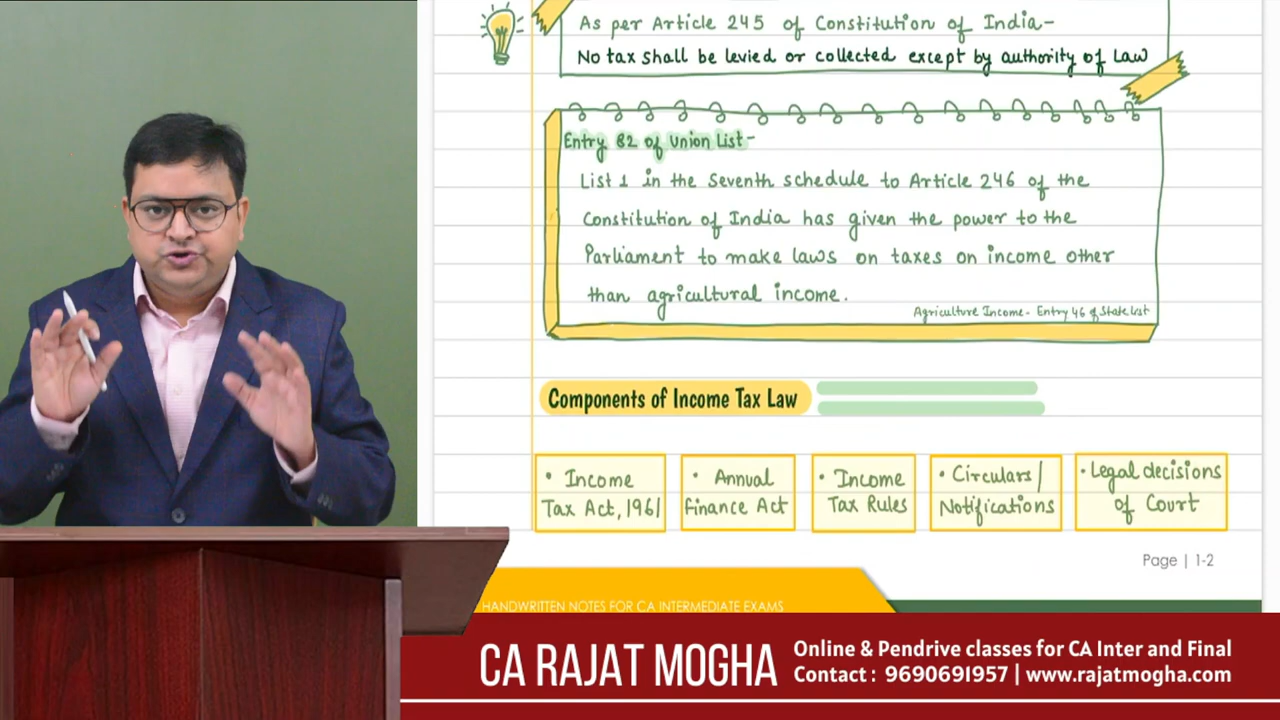 As per Article 245 of Constitution of India-
No tax shall be levied or collected except by authority of Law
Entry 82 of Union List-
List 1 in the Seventh schedule to Article 246 of the
Constitution of India has given the power to the
Parliament to make laws on taxes on income other
than agricultural income.
Agriculture Income- Entry 46 of State list
Components of Income Tax Law
• Income
Tax Act, 1961
• Annual
Finance Act
• Income
Tax Rules
• Circulars/
Notifications
• Legal decisions
of Court
Page | 1-2
HANDWRITTEN NOTES FOR CA INTERMEDIATE EXAMS
CA RAJAT MOGHA
Online & Pendrive classes for CA Inter and Final
Contact : 9690691957 | www.rajatmogha.com